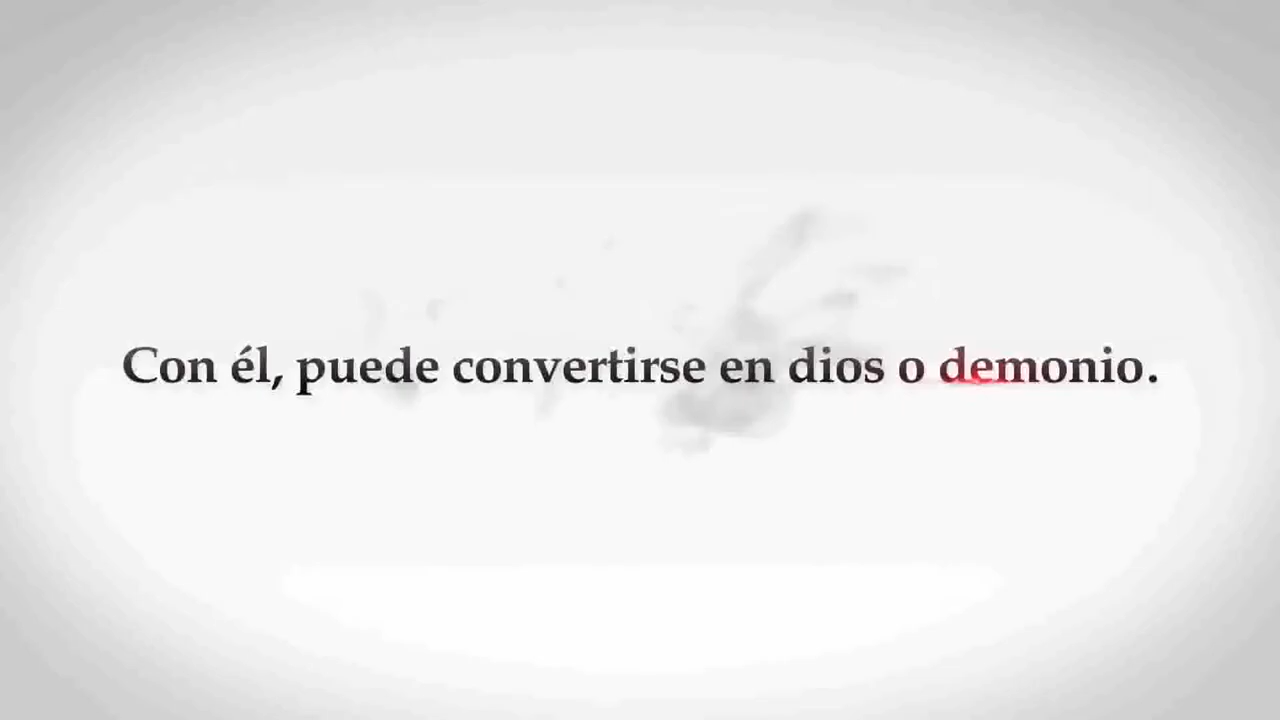 Con él, puede convertirse en dios o demonio.